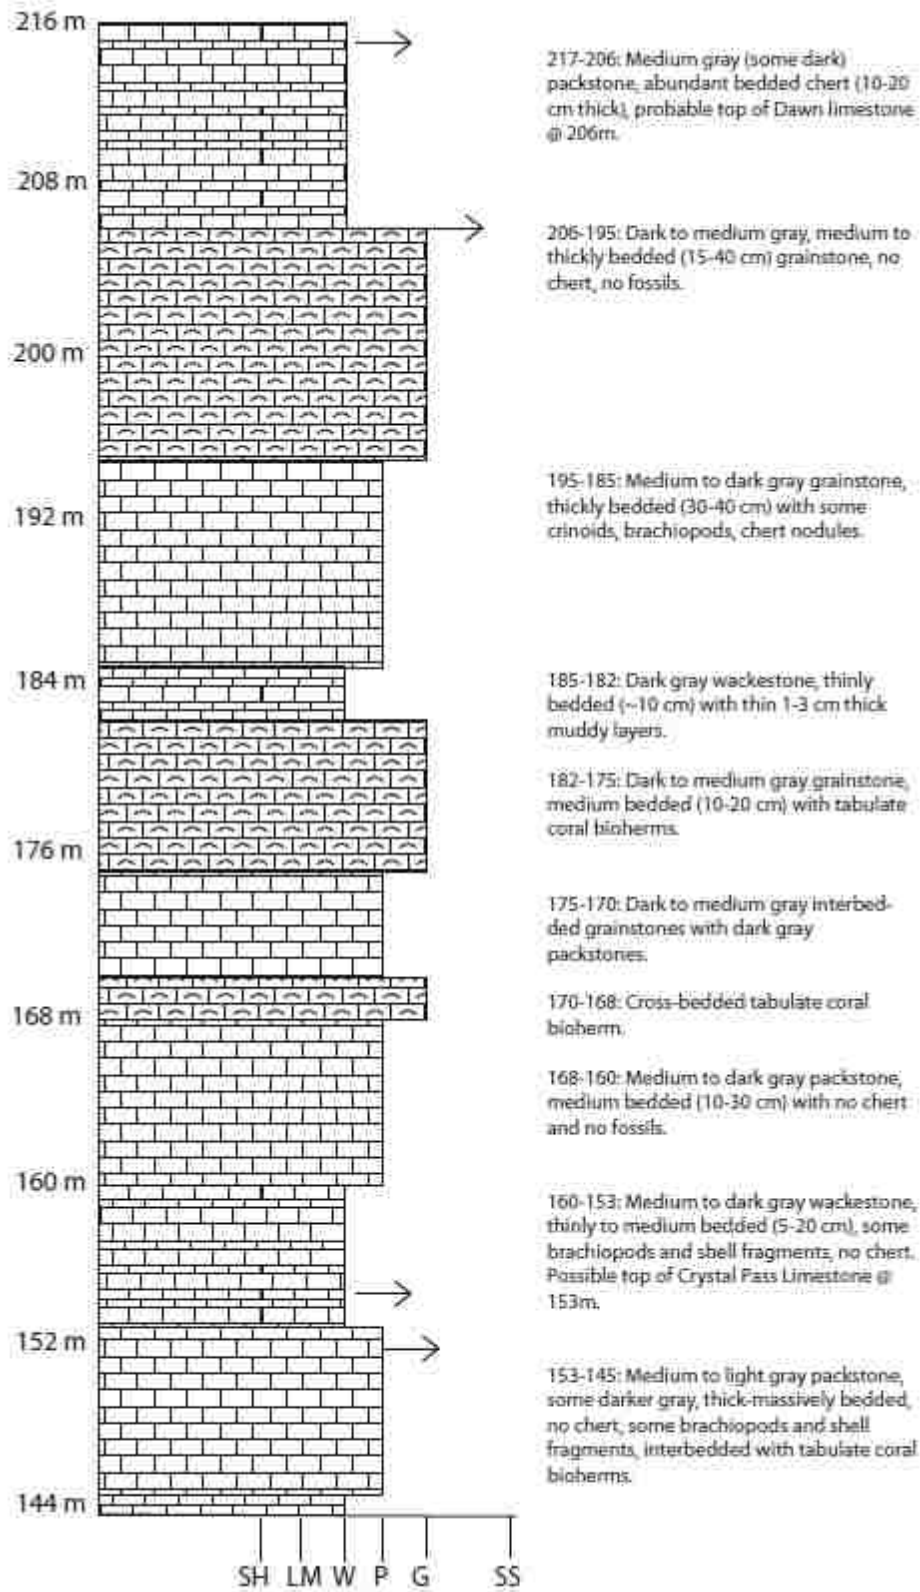 216 m
217-206: Medium gray (some dark)
packstone, abundant bedded chert (10-20
cm thick), probable top of Dawn limestone
@ 206m.
208 m
206-195: Dark to medium gray, medium to
thickly bedded (15-40 cm) grainstone, no
chert, no fossils.
200 m
195-185: Medium to dark gray grainstone,
thickly bedded (30-40 cm) with some
crinoids, brachiopods, chert nodules.
192 m
185-182: Dark gray wackestone, thinly
bedded (~10 cm) with thin 1-3 cm thick
muddy layers.
184 m
182-175: Dark to medium gray grainstone,
medium bedded (10-20 cm) with tabulate
coral bioherms.
176 m
175-170: Dark to medium gray interbed-
ded grainstones with dark gray
packstones.
170-168: Cross-bedded tabulate coral
bioherm.
168 m
168-160: Medium to dark gray packstone,
medium bedded (10-30 cm) with no chert
and no fossils.
160 m
160-153: Medium to dark gray wackestone,
thinly to medium bedded (5-20 cm), some
brachiopods and shell fragments, no chert.
Possible top of Crystal Pass Limestone @
153m.
152 m
153-145: Medium to light gray packstone,
some darker gray, thick-massively bedded,
no chert, some brachiopods and shell
fragments, interbedded with tabulate coral
bioherms.
144 m
SH LM W P G SS